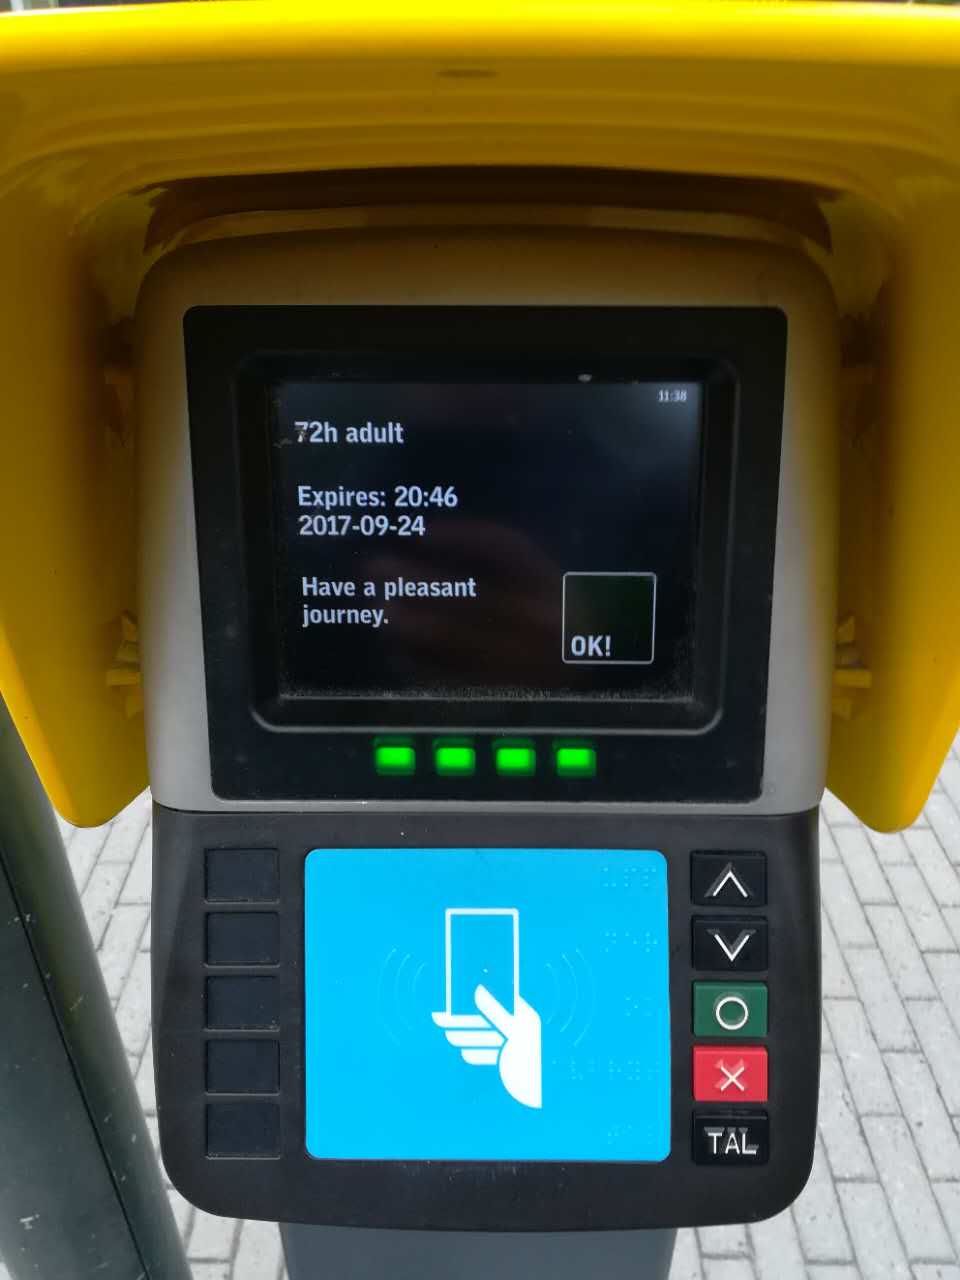 11:38
72h adult
Expires: 20:46
2017-09-24
Have a pleasant
journey.
OK!
TAL